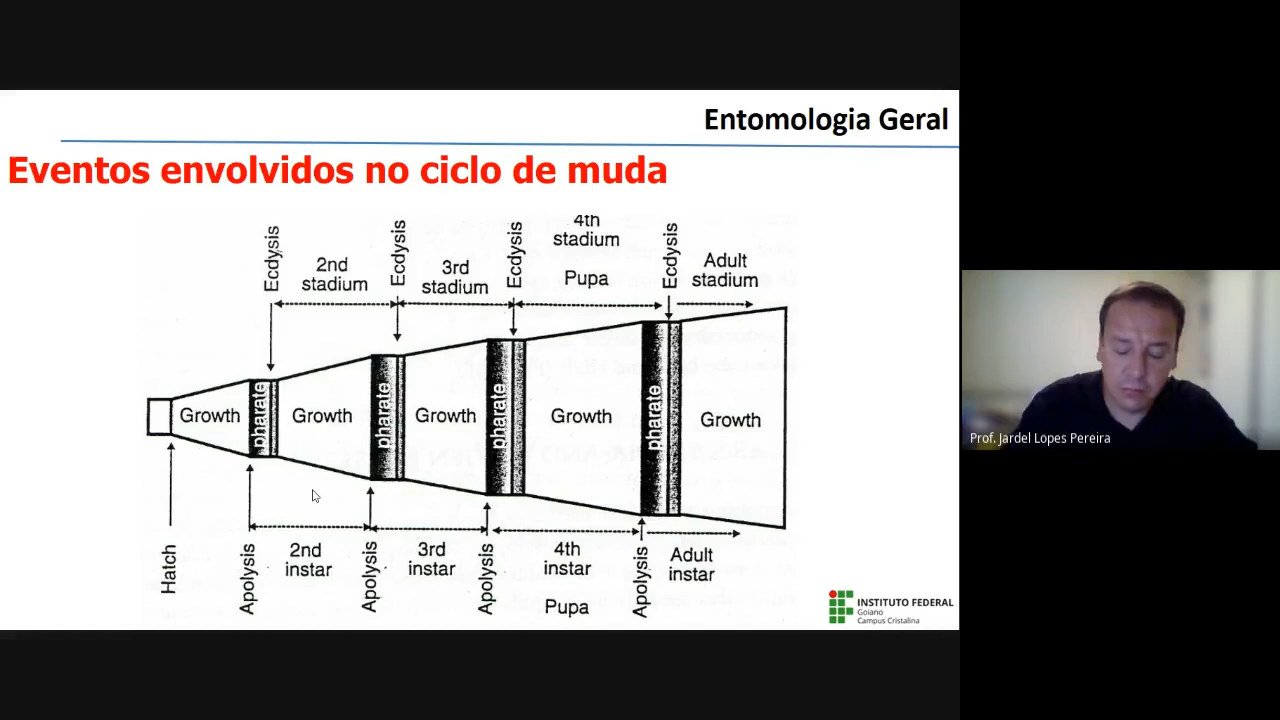 Entomologia Geral
Eventos envolvidos no ciclo de muda
Ecdysis
2nd
stadium
Ecdysis
3rd
stadium
Ecdysis
4th
stadium
Pupa
Ecdysis
Adult
stadium
Growth
pharate
Growth
pharate
Growth
pharate
Growth
pharate
Growth
Hatch
Apolysis
2nd
instar
Apolysis
3rd
instar
Apolysis
4th
instar
Pupa
Apolysis
Adult
instar
INSTITUTO FEDERAL
Goiano
Campus Cristalina
Prof. Jardel Lopes Pereira